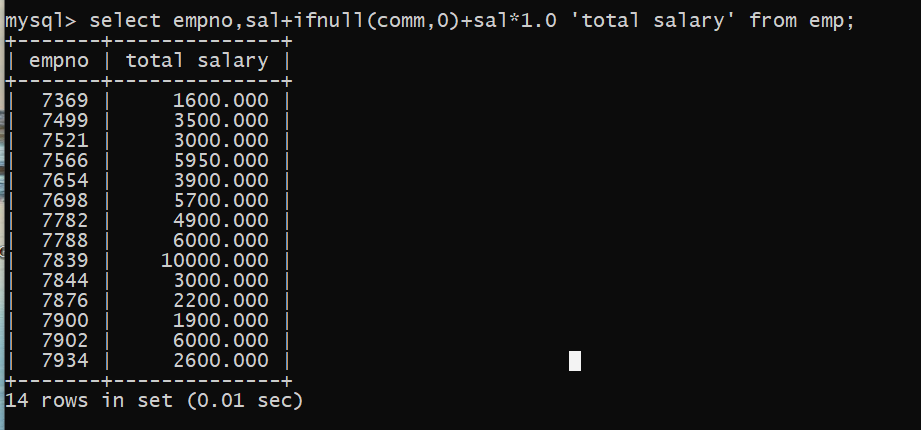 mysql> select empno,sal+ifnull(comm,0)+sal*1.0 'total salary' from emp;
+-------+--------------+
| empno | total salary |
+-------+--------------+
|  7369 |     1600.000 |
|  7499 |     3500.000 |
|  7521 |     3000.000 |
|  7566 |     5950.000 |
|  7654 |     3900.000 |
|  7698 |     5700.000 |
|  7782 |     4900.000 |
|  7788 |     6000.000 |
|  7839 |    10000.000 |
|  7844 |     3000.000 |
|  7876 |     2200.000 |
|  7900 |     1900.000 |
|  7902 |     6000.000 |
|  7934 |     2600.000 |
+-------+--------------+
14 rows in set (0.01 sec)